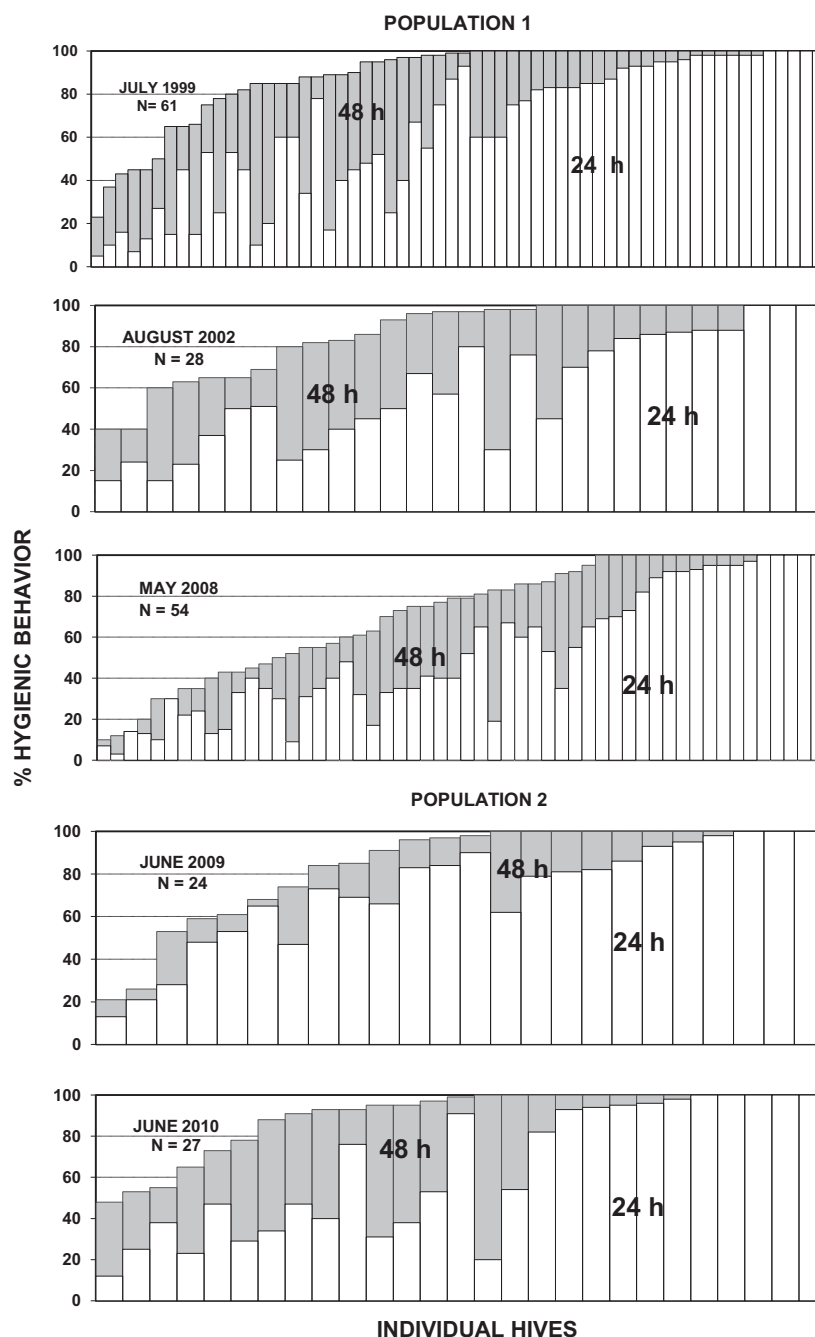 POPULATION 1
100
80
60
40
20
0
JULY 1999
N= 61
48 h
24 h
100
80
60
40
20
0
AUGUST 2002
N = 28
48 h
24 h
% HYGIENIC BEHAVIOR
100
80
60
40
20
0
MAY 2008
N = 54
48 h
24 h
POPULATION 2
100
80
60
40
20
0
JUNE 2009
N = 24
48 h
24 h
100
80
60
40
20
0
JUNE 2010
N = 27
48 h
24 h
INDIVIDUAL HIVES